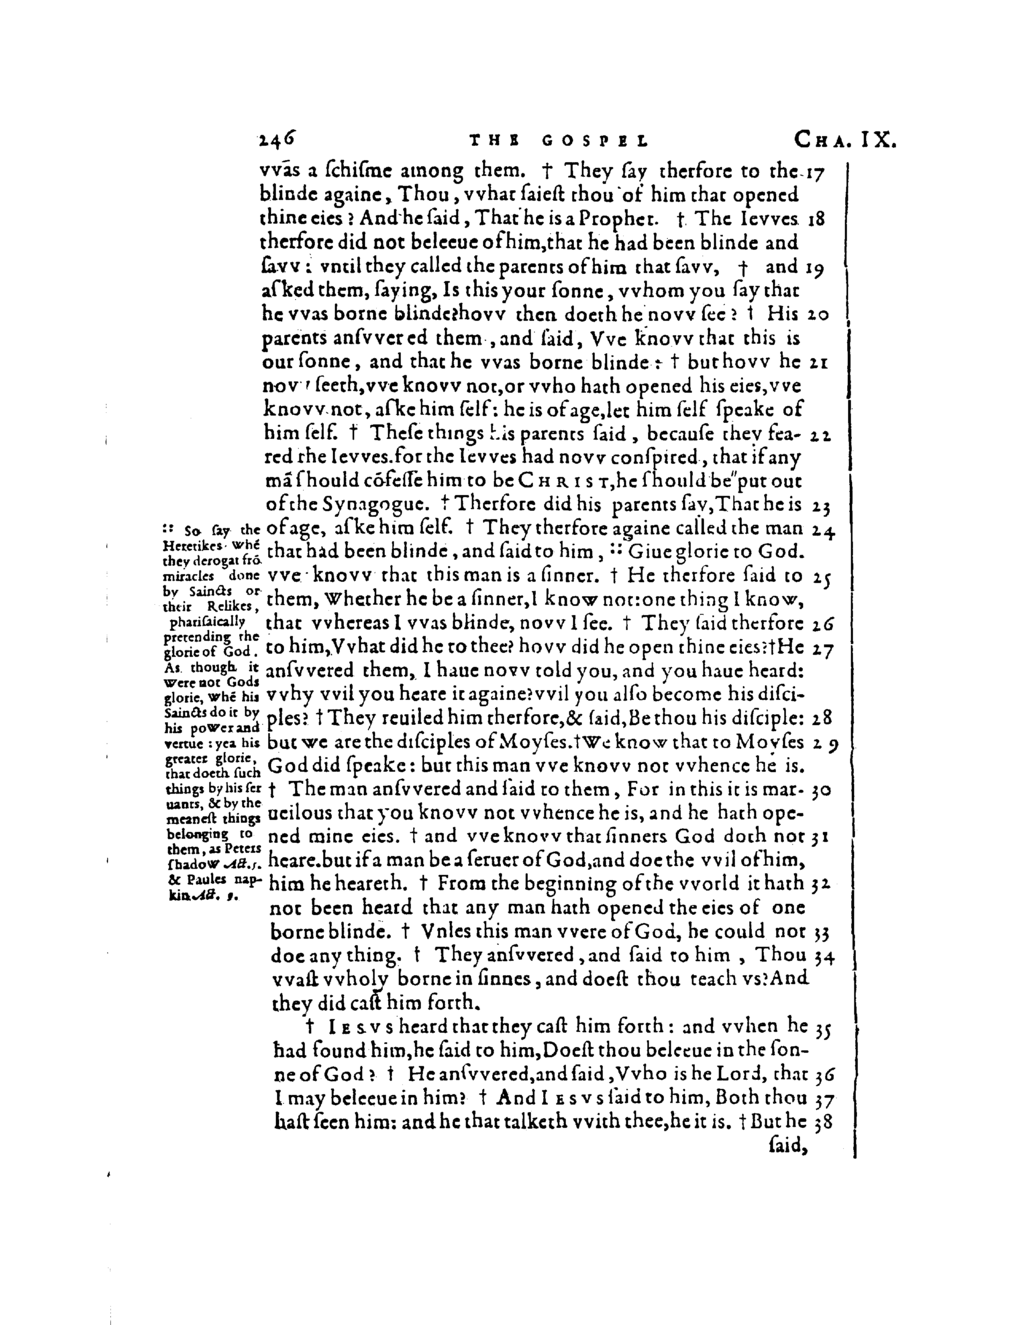 246 THE GOSPEL CHA. IX.
vvas a ſchiſme among them. † They ſay therfore to the 17
blinde againe, Thou, vvhat ſaieſt thou of him that opened
thine eies? And he ſaid, That he is a Prophet. † The Ievves 18
therfore did not beleeue of him, that he had been blinde and
ſavv: vntil they called the parents of him that ſavv, † and 19
aſked them, ſaying, Is this your ſonne, vvhom you ſay that
he vvas borne blinde? hovv then doeth he novv ſee? † His 20
parents anſvvered them, and ſaid, Vve knovv that this is
our ſonne, and that he vvas borne blinde: † but hovv he 21
novv ſeeth, vve knovv not, or vvho hath opened his eies, vve
knovv not, aſke him ſelf: he is of age, let him ſelf ſpeake of
him ſelf. † Theſe things his parents ſaid, becauſe they fea- 22
red the Ievves. for the Ievves had novv conſpired, that if any
mã ſhould cõfeſſe him to be CHRIST, he ſhould be "put out
of the Synagogue. † Therfore did his parents ſay, That he is 23
of age, aſke him ſelf. † They therfore againe called the man 24
that had been blinde, and ſaid to him, :: Giue glorie to God.
vve knovv that this man is a ſinner. † He therfore ſaid to 25
them, Whether he be a ſinner, I know not: one thing I know,
that vvhereas I vvas blinde, novv I ſee. † They ſaid therfore 26
to him, Vvhat did he to thee? hovv did he open thine eies? † He 27
anſvvered them, I haue novv told you, and you haue heard:
vvhy vvil you heare it againe? vvil you alſo become his diſci-
ples? † They reuiled him therfore, & ſaid, Be thou his diſciple: 28
but we are the diſciples of Moyſes. † We know that to Moyſes 29
God did ſpeake: but this man vve knovv not vvhence he is.
† The man anſvvered and ſaid to them, For in this it is mar- 30
ueilous that you knovv not vvhence he is, and he hath ope-
ned mine eies. † and vve knovv that ſinners God doth not 31
heare. but if a man be a ſeruer of God, and doe the vvil of him,
him he heareth. † From the beginning of the vvorld it hath 32
not been heard that any man hath opened the eies of one
borne blinde. † Vnles this man vvere of God, he could not 33
doe any thing. † They anſvvered, and ſaid to him, Thou 34
vvaſt vvholy borne in ſinnes, and doeſt thou teach vs? And
they did caſt him forth.
† IESVS heard that they caſt him forth: and vvhen he 35
had found him, he ſaid to him, Doeſt thou beleeue in the ſon-
ne of God? † He anſvvered, and ſaid, Vvho is he Lord, that 36
I may beleeue in him? † And IESVS ſaid to him, Both thou 37
haſt ſeen him: and he that talketh vvith thee, he it is. † But he 38
ſaid,
:: So ſay the
Heretikes whé
they derogat frõ
miracles done
by Saincts or
their Relikes,
phariſaically
pretending the
glorie of God.
As though it
were not Gods
glorie, whé his
Saincts do it by
his power and
vertue: yea his
greater glorie,
that doeth ſuch
things by his ſer
uants, & by the
meaneſt things
belonging to
them, as Peters
ſhadow Act. 5.
& Paules nap-
kin Act. 9.